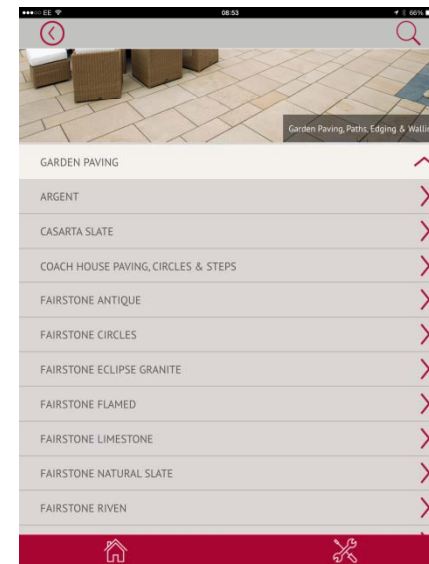 EE 08:53 66%
Garden Paving, Paths, Edging &
GARDEN PAVING
ARGENT
CASARTA SLATE
COACH HOUSE PAVING, CIRCLES & STEPS
FAIRSTONE ANTIQUE
FAIRSTONE CIRCLES
FAIRSTONE ECLIPSE GRANITE
FAIRSTONE FLAMED
FAIRSTONE LIMESTONE
FAIRSTONE NATURAL SLATE
FAIRSTONE RIVEN